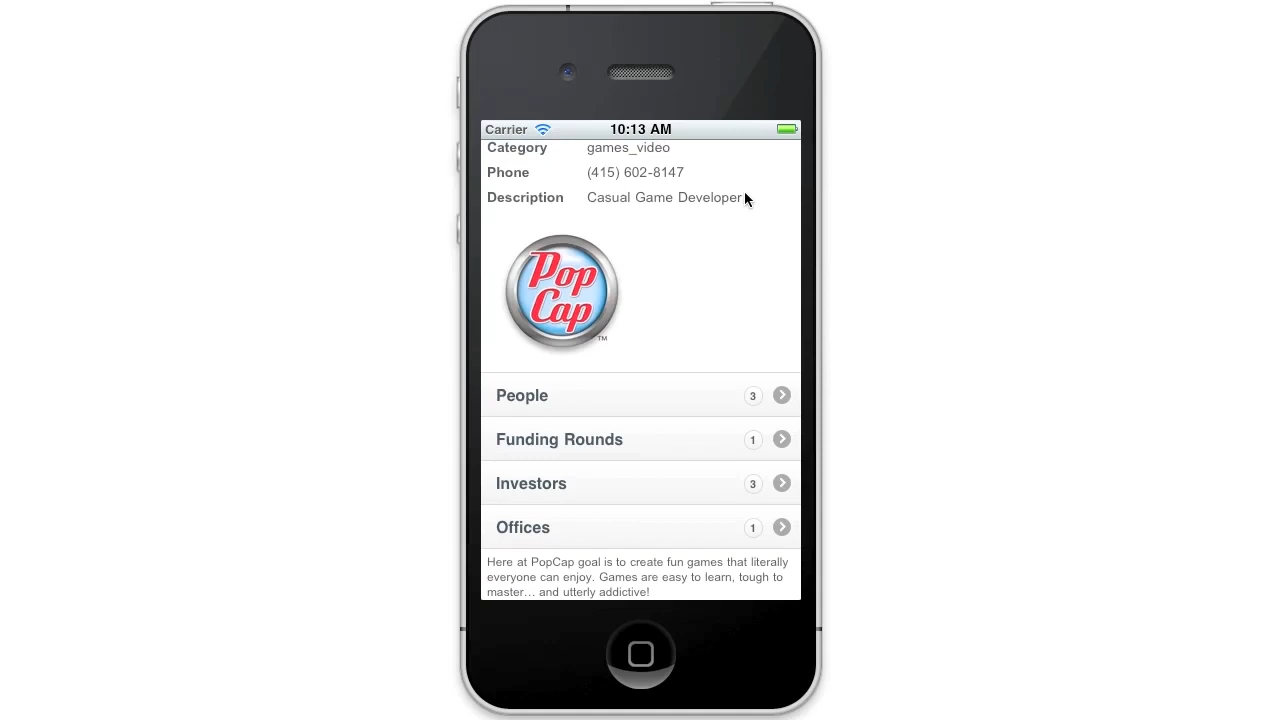 Carrier 10:13 AM
Category games_video
Phone (415) 602-8147
Description Casual Game Developer
Pop
Cap
TM
People 3
Funding Rounds 1
Investors 3
Offices 1
Here at PopCap goal is to create fun games that literally
everyone can enjoy. Games are easy to learn, tough to
master… and utterly addictive!